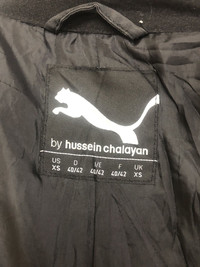 by hussein chalayan
US D I/E F UK
XS 40/42 40/42 40/42 XS